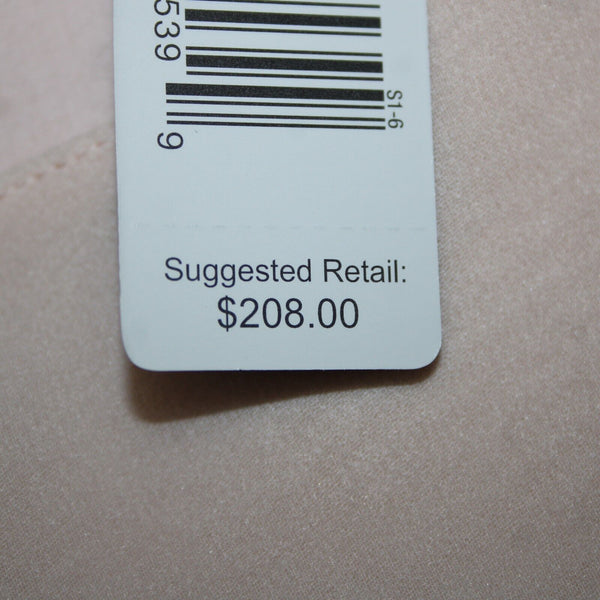 539
9
S1-6
Suggested Retail:
$208.00